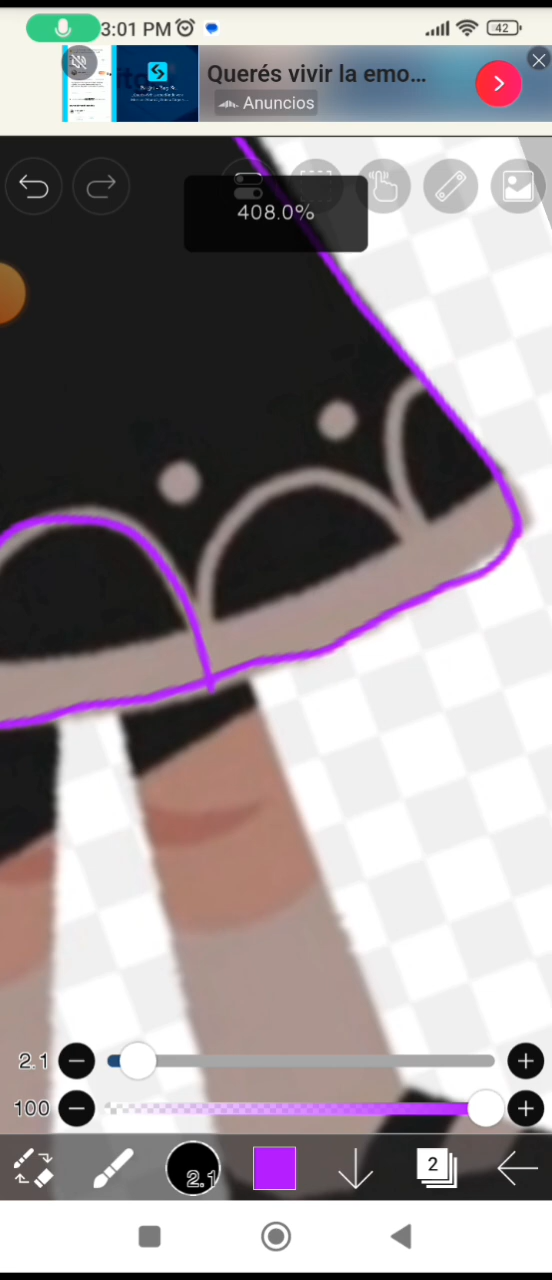 3:01 PM
42
Querés vivir la emo...
Anuncios
408.0%
2.1
100
2.1
2